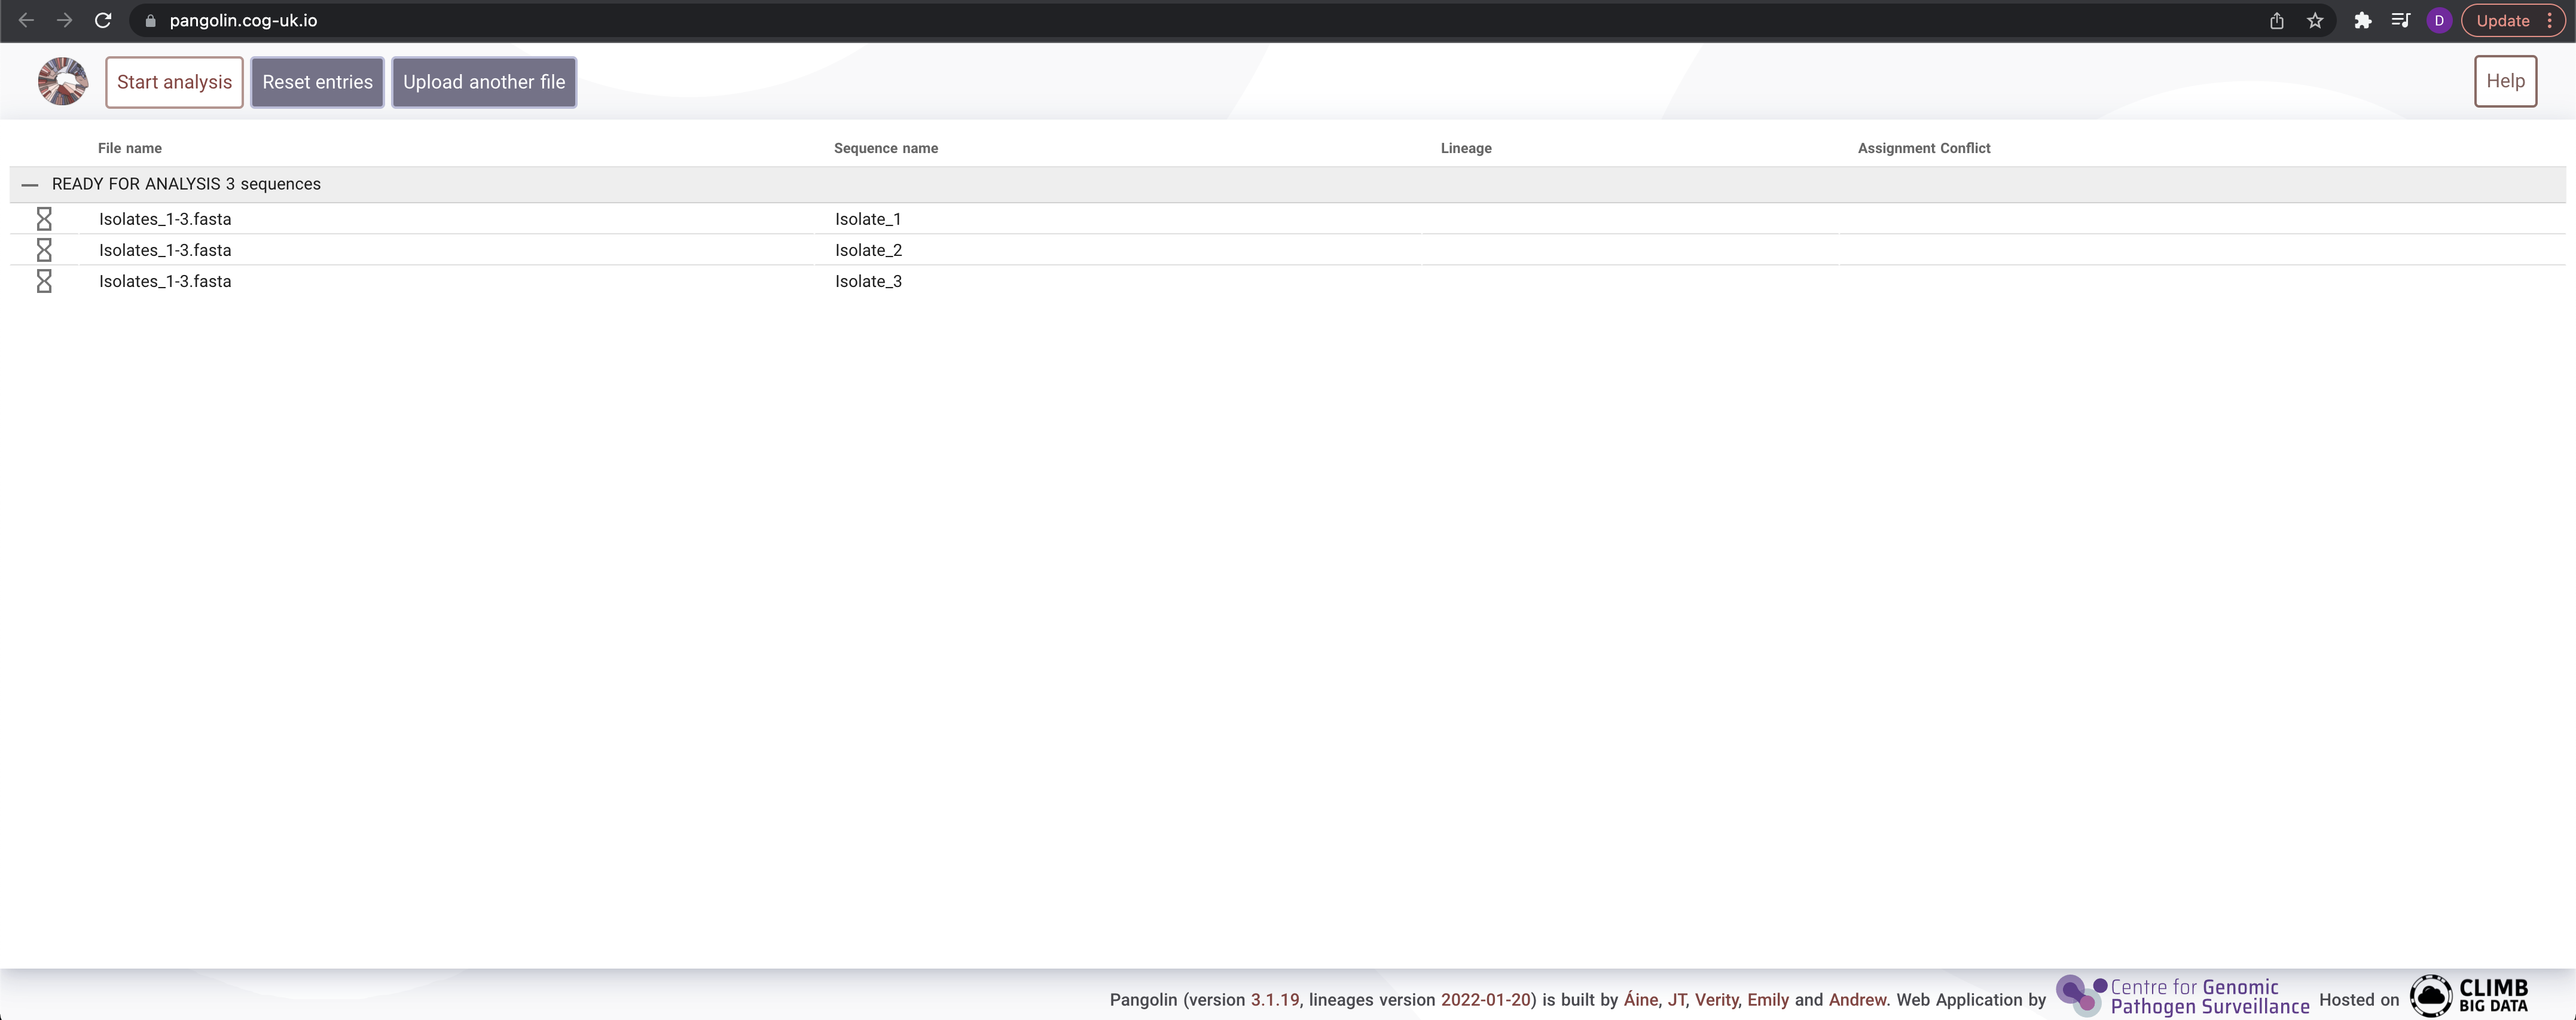 pangolin.cog-uk.io
D
Update
Start analysis
Reset entries
Upload another file
Help
File name Sequence name Lineage Assignment Conflict
READY FOR ANALYSIS 3 sequences
Isolates_1-3.fasta Isolate_1
Isolates_1-3.fasta Isolate_2
Isolates_1-3.fasta Isolate_3
Pangolin (version 3.1.19, lineages version 2022-01-20) is built by Áine, JT, Verity, Emily and Andrew. Web Application by
Centre for Genomic
Pathogen Surveillance
Hosted on
CLIMB
BIG DATA